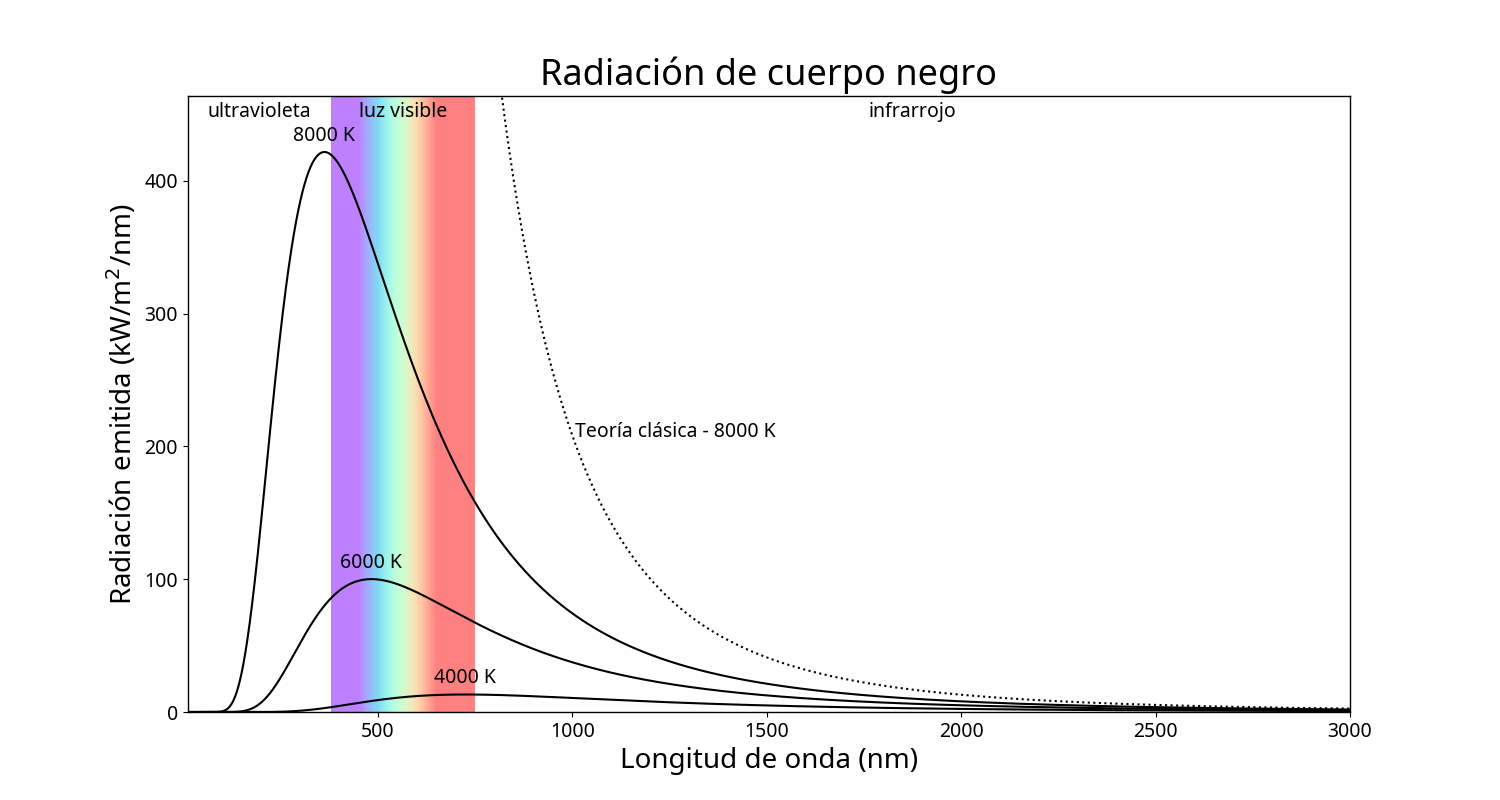 Radiación de cuerpo negro
ultravioleta
luz visible
infrarrojo
8000 K
Teoría clásica - 8000 K
6000 K
4000 K
Radiación emitida (kW/m²/nm)
400
300
200
100
0
500
1000
1500
2000
2500
3000
Longitud de onda (nm)